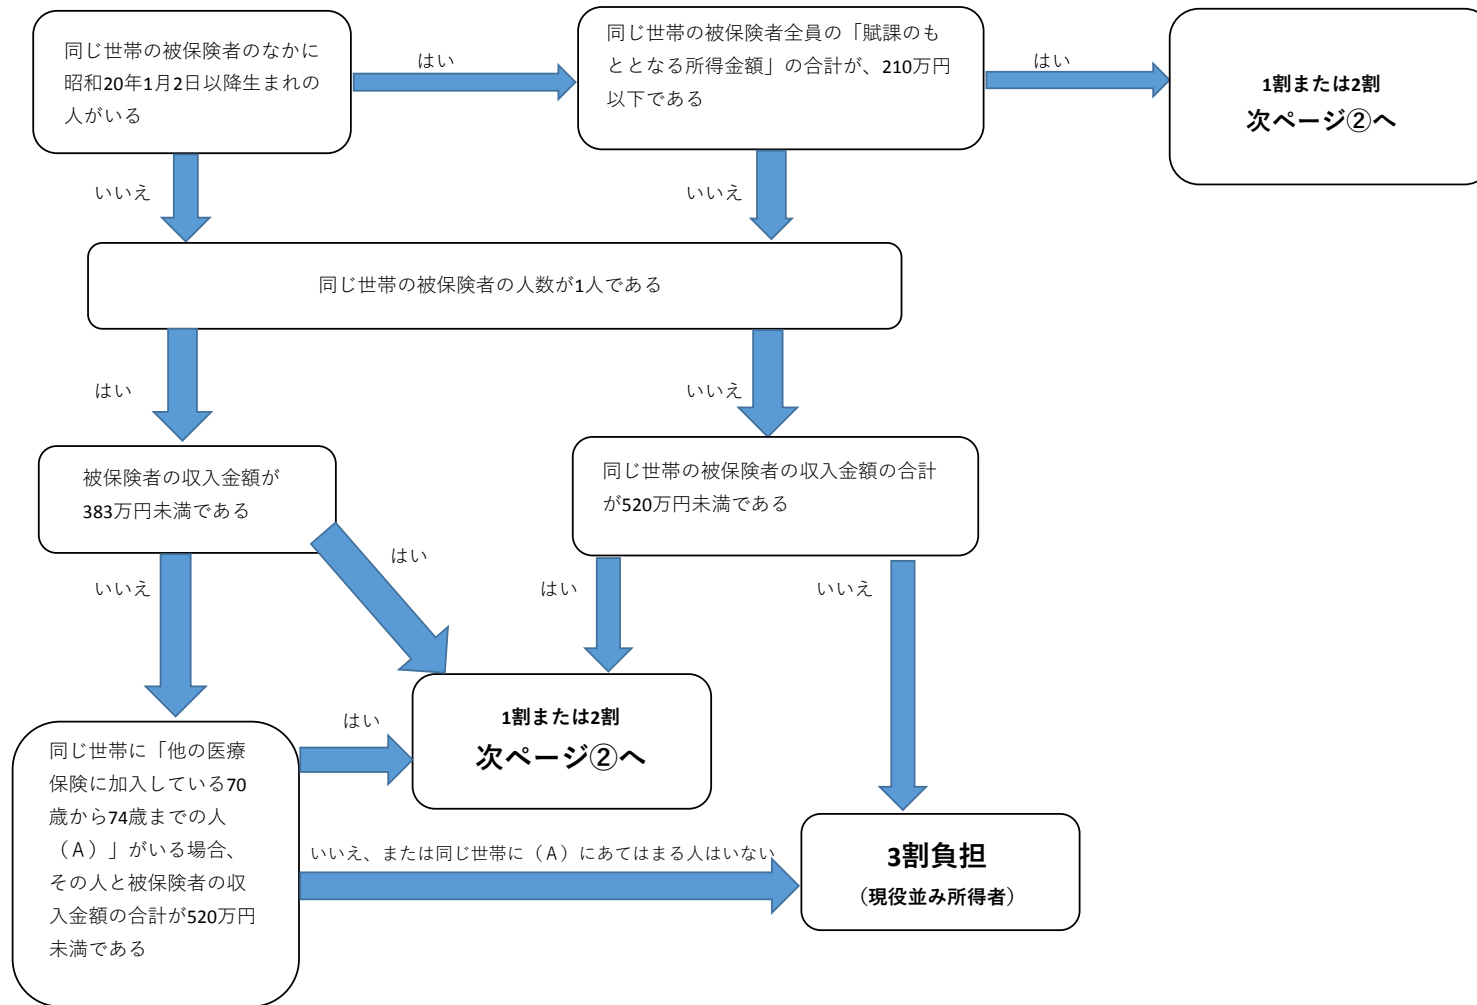 同じ世帯の被保険者のなかに
昭和20年1月2日以降生まれの
人がいる
はい
同じ世帯の被保険者全員の「賦課のも
ととなる所得金額」の合計が、210万円
以下である
はい
1割または2割
次ページ②へ
いいえ
いいえ
同じ世帯の被保険者の人数が1人である
はい
いいえ
被保険者の収入金額が
383万円未満である
同じ世帯の被保険者の収入金額の合計
が520万円未満である
いいえ
はい
はい
いいえ
同じ世帯に「他の医療
保険に加入している70
歳から74歳までの人
（A）」がいる場合、
その人と被保険者の収
入金額の合計が520万円
未満である
はい
1割または2割
次ページ②へ
いいえ、または同じ世帯に（A）にあてはまる人はいない
3割負担
（現役並み所得者）